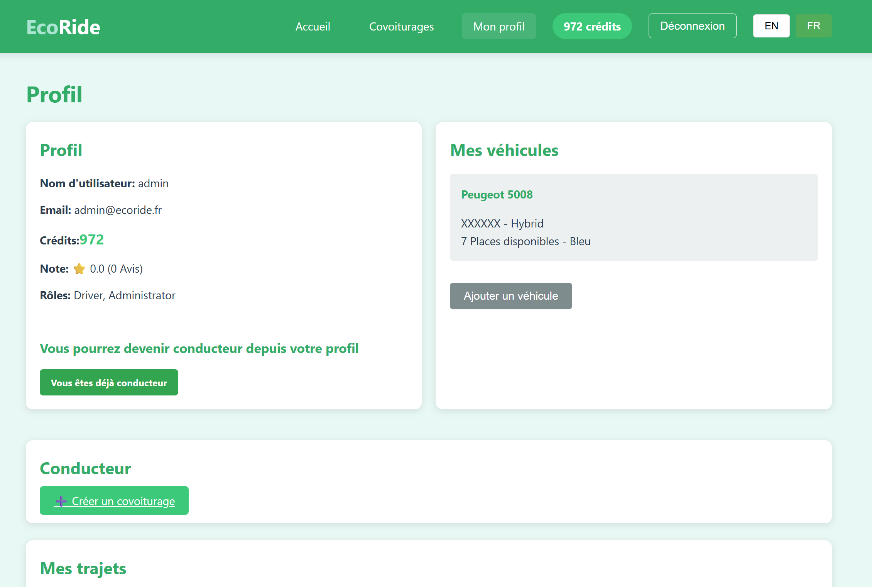 EcoRide
Accueil
Covoiturages
Mon profil
972 crédits
Déconnexion
EN
FR
Profil
Profil
Nom d'utilisateur: admin
Email: admin@ecoride.fr
Crédits:972
Note: ⭐ 0.0 (0 Avis)
Rôles: Driver, Administrator
Vous pourrez devenir conducteur depuis votre profil
Vous êtes déjà conducteur
Mes véhicules
Peugeot 5008
XXXXXX - Hybrid
7 Places disponibles - Bleu
Ajouter un véhicule
Conducteur
➕ Créer un covoiturage
Mes trajets